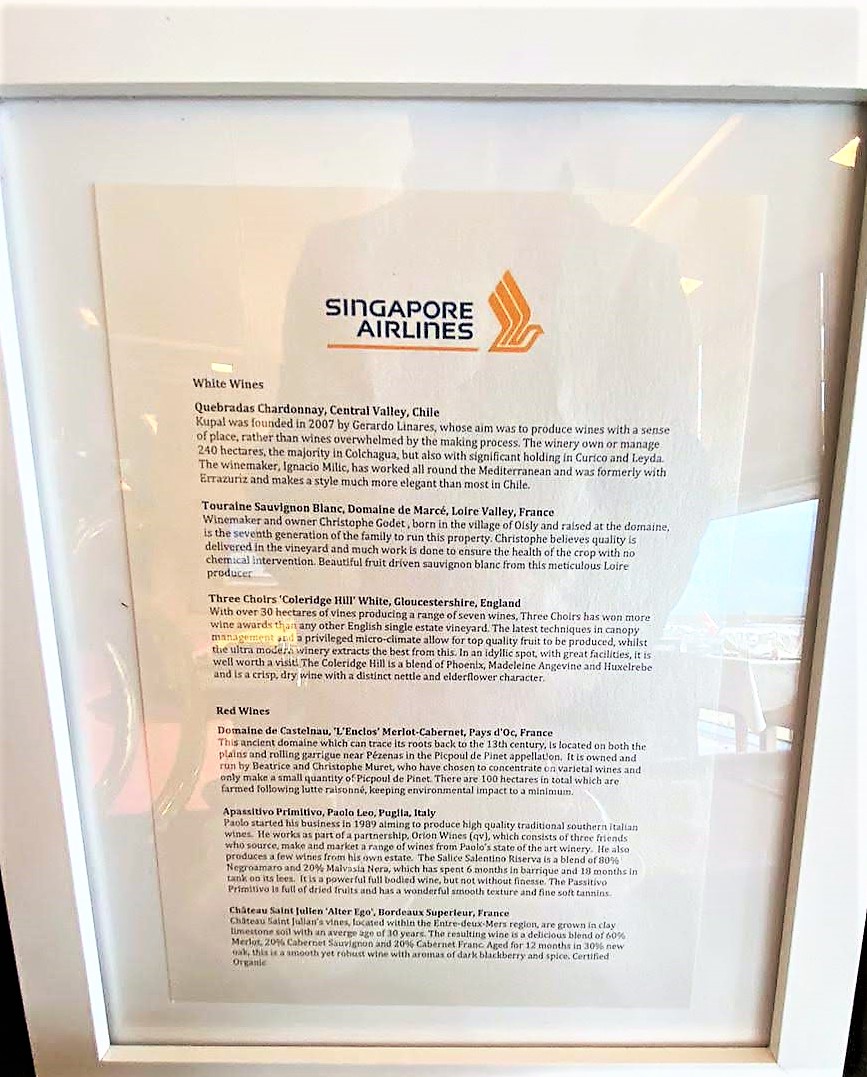 SINGAPORE
AIRLINES
White Wines
Quebradas Chardonnay, Central Valley, Chile
Kupal was founded in 2007 by Gerardo Linares, whose aim was to produce wines with a sense
of place, rather than wines overwhelmed by the making process. The winery own or manage
240 hectares, the majority in Colchagua, but also with significant holding in Curico and Leyda.
The winemaker, Ignacio Milic, has worked all round the Mediterranean and was formerly with
Errazuriz and makes a style much more elegant than most in Chile.
Touraine Sauvignon Blanc, Domaine de Marcé, Loire Valley, France
Winemaker and owner Christophe Godet , born in the village of Oisly and raised at the domaine,
is the seventh generation of the family to run this property. Christophe believes quality is
delivered in the vineyard and much work is done to ensure the health of the crop with no
chemical intervention. Beautiful fruit driven sauvignon blanc from this meticulous Loire
producer
Three Choirs 'Coleridge Hill' White, Gloucestershire, England
With over 30 hectares of vines producing a range of seven wines, Three Choirs has won more
wine awards than any other English single estate vineyard. The latest techniques in canopy
management and a privileged micro-climate allow for top quality fruit to be produced, whilst
the ultra modern winery extracts the best from this. In an idyllic spot, with great facilities, it is
well worth a visit! The Coleridge Hill is a blend of Phoenix, Madeleine Angevine and Huxelrebe
and is a crisp, dry wine with a distinct nettle and elderflower character.
Red Wines
Domaine de Castelnau, 'L'Enclos' Merlot-Cabernet, Pays d'Oc, France
This ancient domaine which can trace its roots back to the 13th century, is located on both the
plains and rolling garrigue near Pézenas in the Picpoul de Pinet appellation. It is owned and
run by Beatrice and Christophe Muret, who have chosen to concentrate on varietal wines and
only make a small quantity of Picpoul de Pinet. There are 100 hectares in total which are
farmed following lutte raisonné, keeping environmental impact to a minimum.
Apassitivo Primitivo, Paolo Leo, Puglia, Italy
Paolo started his business in 1989 aiming to produce high quality traditional southern Italian
wines. He works as part of a partnership, Orion Wines (qv), which consists of three friends
who source, make and market a range of wines from Paolo's state of the art winery. He also
produces a few wines from his own estate. The Salice Salentino Riserva is a blend of 80%
Negroamaro and 20% Malvasia Nera, which has spent 6 months in barrique and 18 months in
tank on its lees. It is a powerful full bodied wine, but not without finesse. The Passitivo
Primitivo is full of dried fruits and has a wonderful smooth texture and fine soft tannins.
Château Saint Julien 'Alter Ego', Bordeaux Superieur, France
Château Saint Julian's vines, located within the Entre-deux-Mers region, are grown in clay
limestone soil with an averge age of 30 years. The resulting wine is a delicious blend of 60%
Merlot, 20% Cabernet Sauvignon and 20% Cabernet Franc. Aged for 12 months in 30% new
oak, this is a smooth yet robust wine with aromas of dark blackberry and spice. Certified
Organic